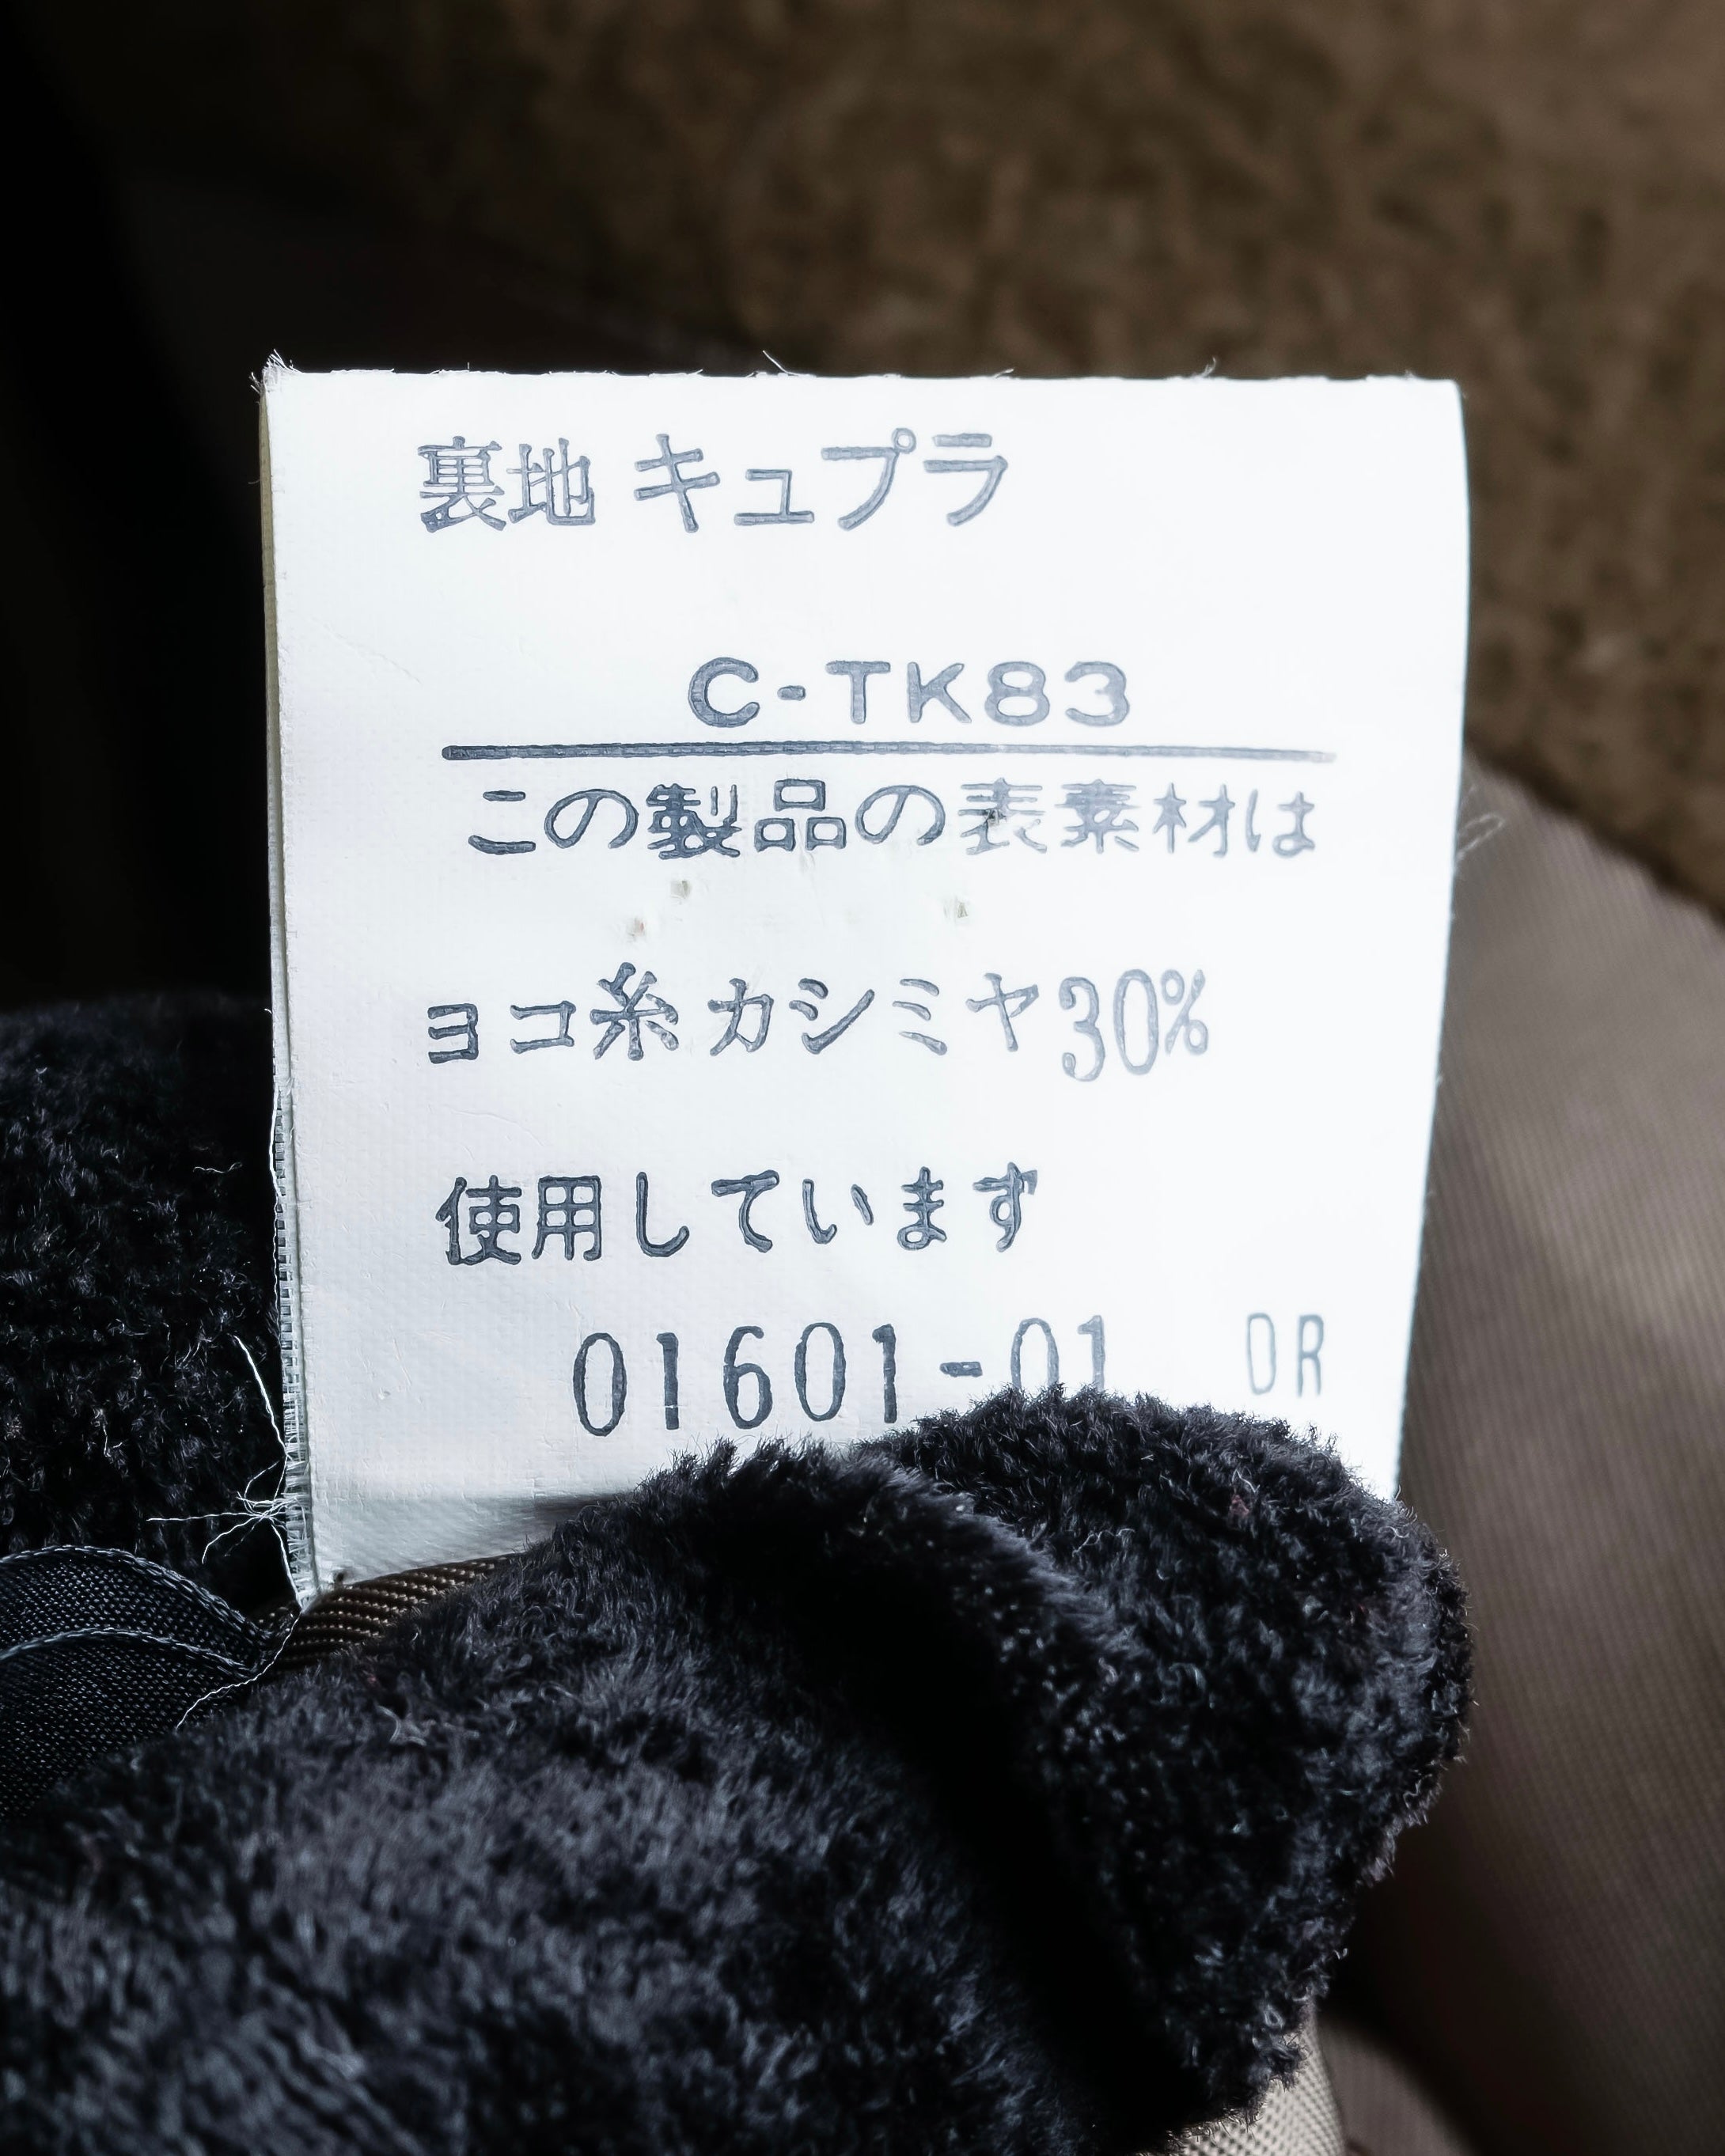 裏地 キュプラ
C-TK83
この製品の表素材は
ヨコ糸 カシミヤ30%
使用しています
01601-01 DR